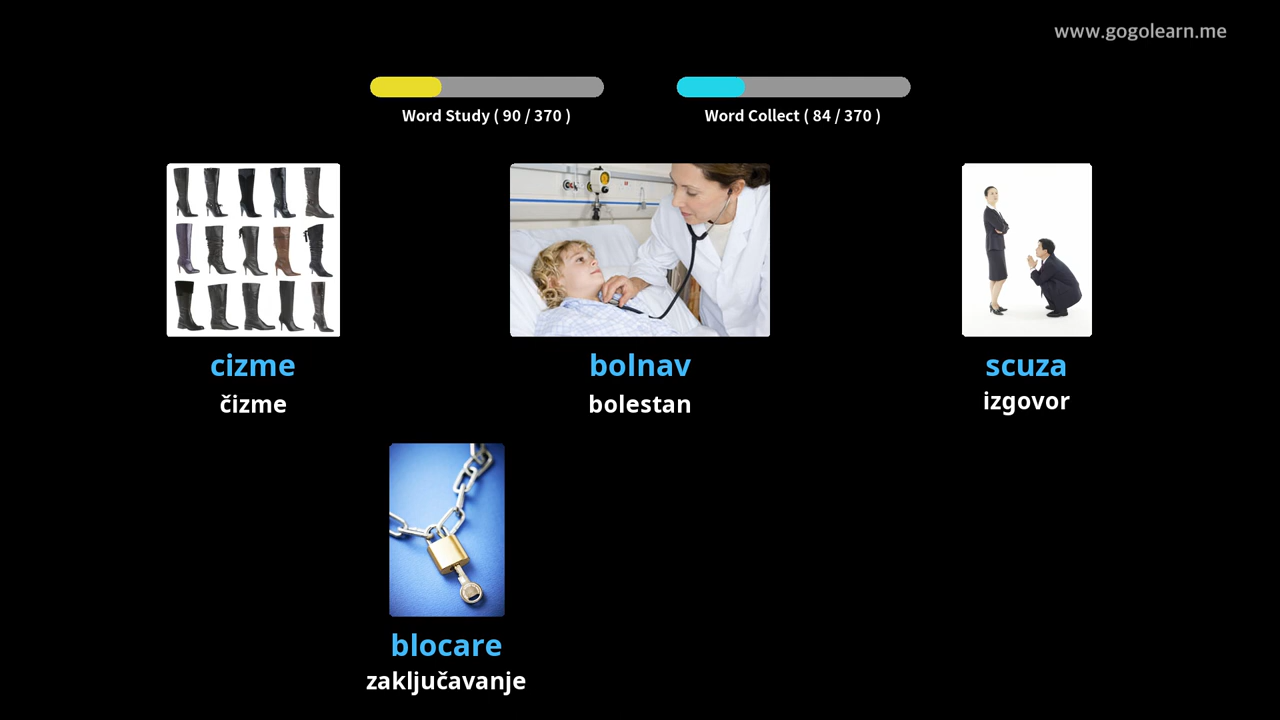 www.gogolearn.me
Word Study ( 90 / 370 )
Word Collect ( 84 / 370 )
cizme
čizme
bolnav
bolestan
scuza
izgovor
blocare
zaključavanje